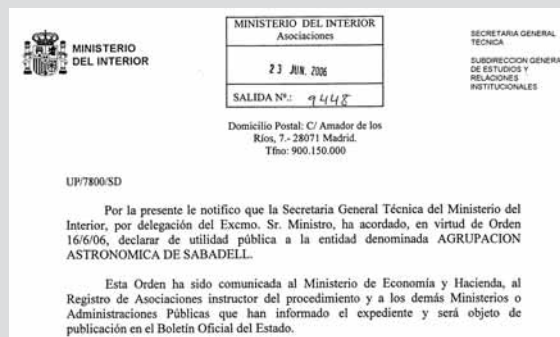 MINISTERIO
DEL INTERIOR
MINISTERIO DEL INTERIOR
Asociaciones
23 JUN. 2006
SALIDA Nº.: 9448
SECRETARIA GENERAL
TECNICA
SUBDIRECCION GENERA
DE ESTUDIOS Y
RELACIONES
INSTITUCIONALES
Domicilio Postal: C/ Amador de los
Ríos, 7.- 28071 Madrid.
Tfno: 900.150.000
UP/7800/SD
Por la presente le notifico que la Secretaria General Técnica del Ministerio del
Interior, por delegación del Excmo. Sr. Ministro, ha acordado, en virtud de Orden
16/6/06, declarar de utilidad pública a la entidad denominada AGRUPACION
ASTRONOMICA DE SABADELL.
Esta Orden ha sido comunicada al Ministerio de Economía y Hacienda, al
Registro de Asociaciones instructor del procedimiento y a los demás Ministerios o
Administraciones Públicas que han informado el expediente y será objeto de
publicación en el Boletín Oficial del Estado.